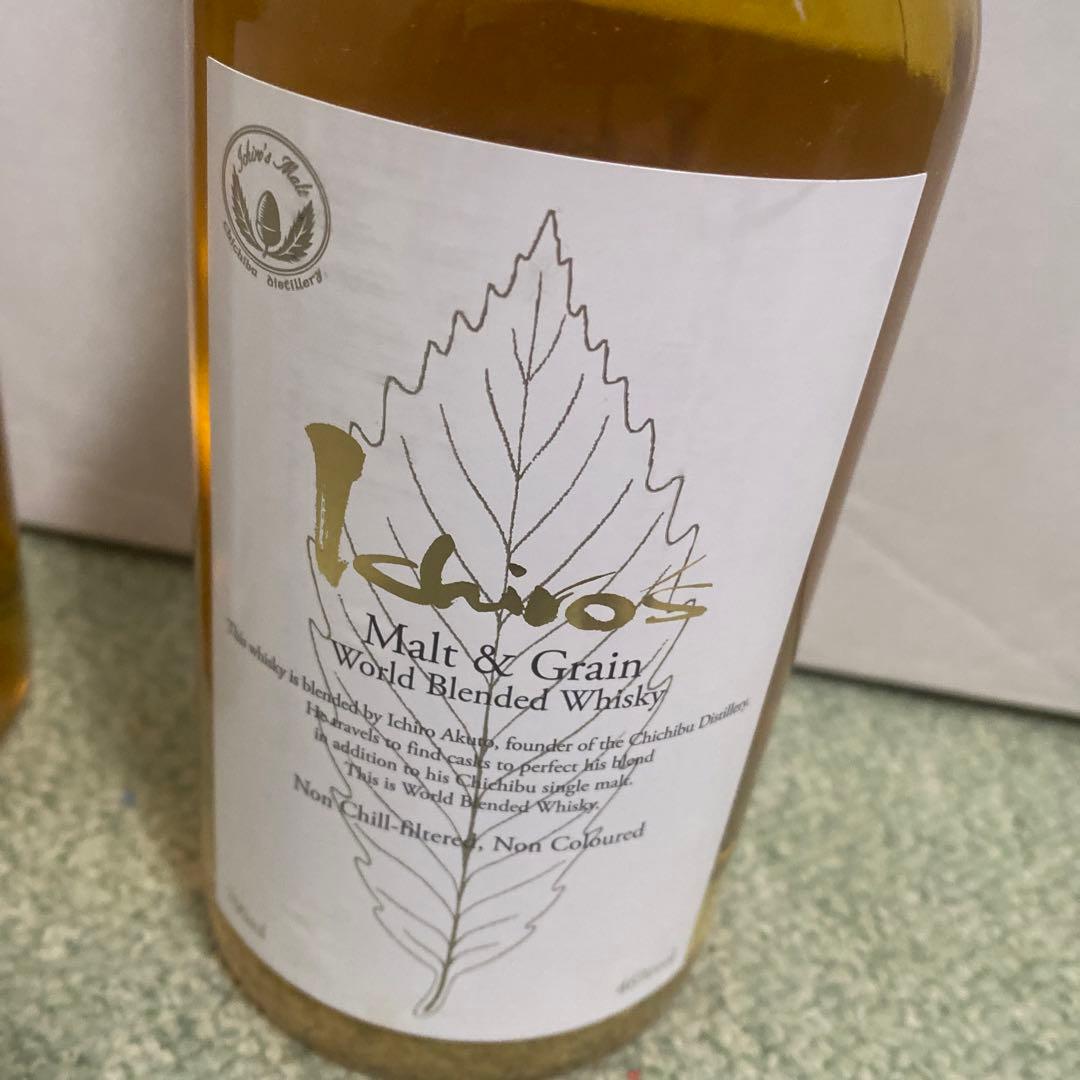 Ichiro's Malt
Chichibu distillery
Ichiro's
Malt & Grain
World Blended Whisky
This whisky is blended by Ichiro Akuto, founder of the Chichibu Distillery.
He travels to find casks to perfect his blend
in addition to his Chichibu single malt.
This is World Blended Whisky.
Non Chill-filtered, Non Coloured